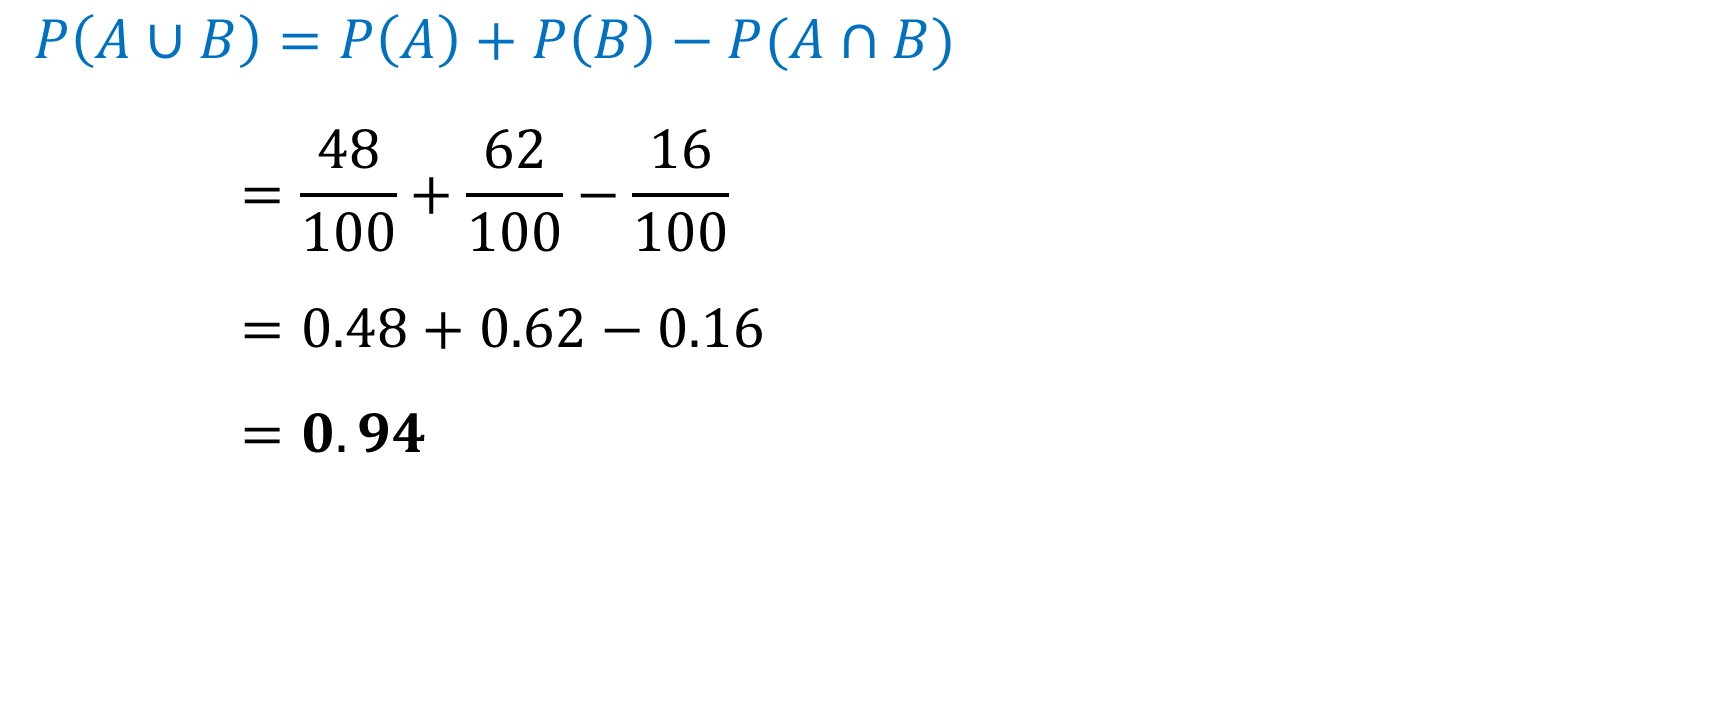 P(A ∪ B) = P(A) + P(B) − P(A ∩ B)
= 48/100 + 62/100 − 16/100
= 0.48 + 0.62 − 0.16
= 0.94